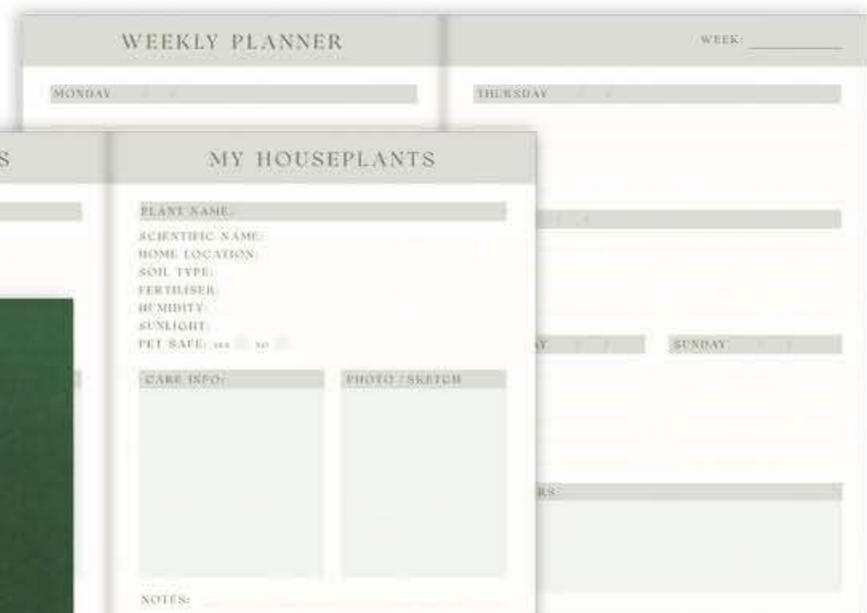 WEEKLY PLANNER
WEEK:
MONDAY / /
THURSDAY / /
S
MY HOUSEPLANTS
PLANT NAME:
SCIENTIFIC NAME:
HOME LOCATION:
SOIL TYPE:
FERTILISER:
HUMIDITY:
SUNLIGHT:
PET SAFE: YES NO
AY / /
SUNDAY / /
CARE INFO:
PHOTO / SKETCH
RS
NOTES: